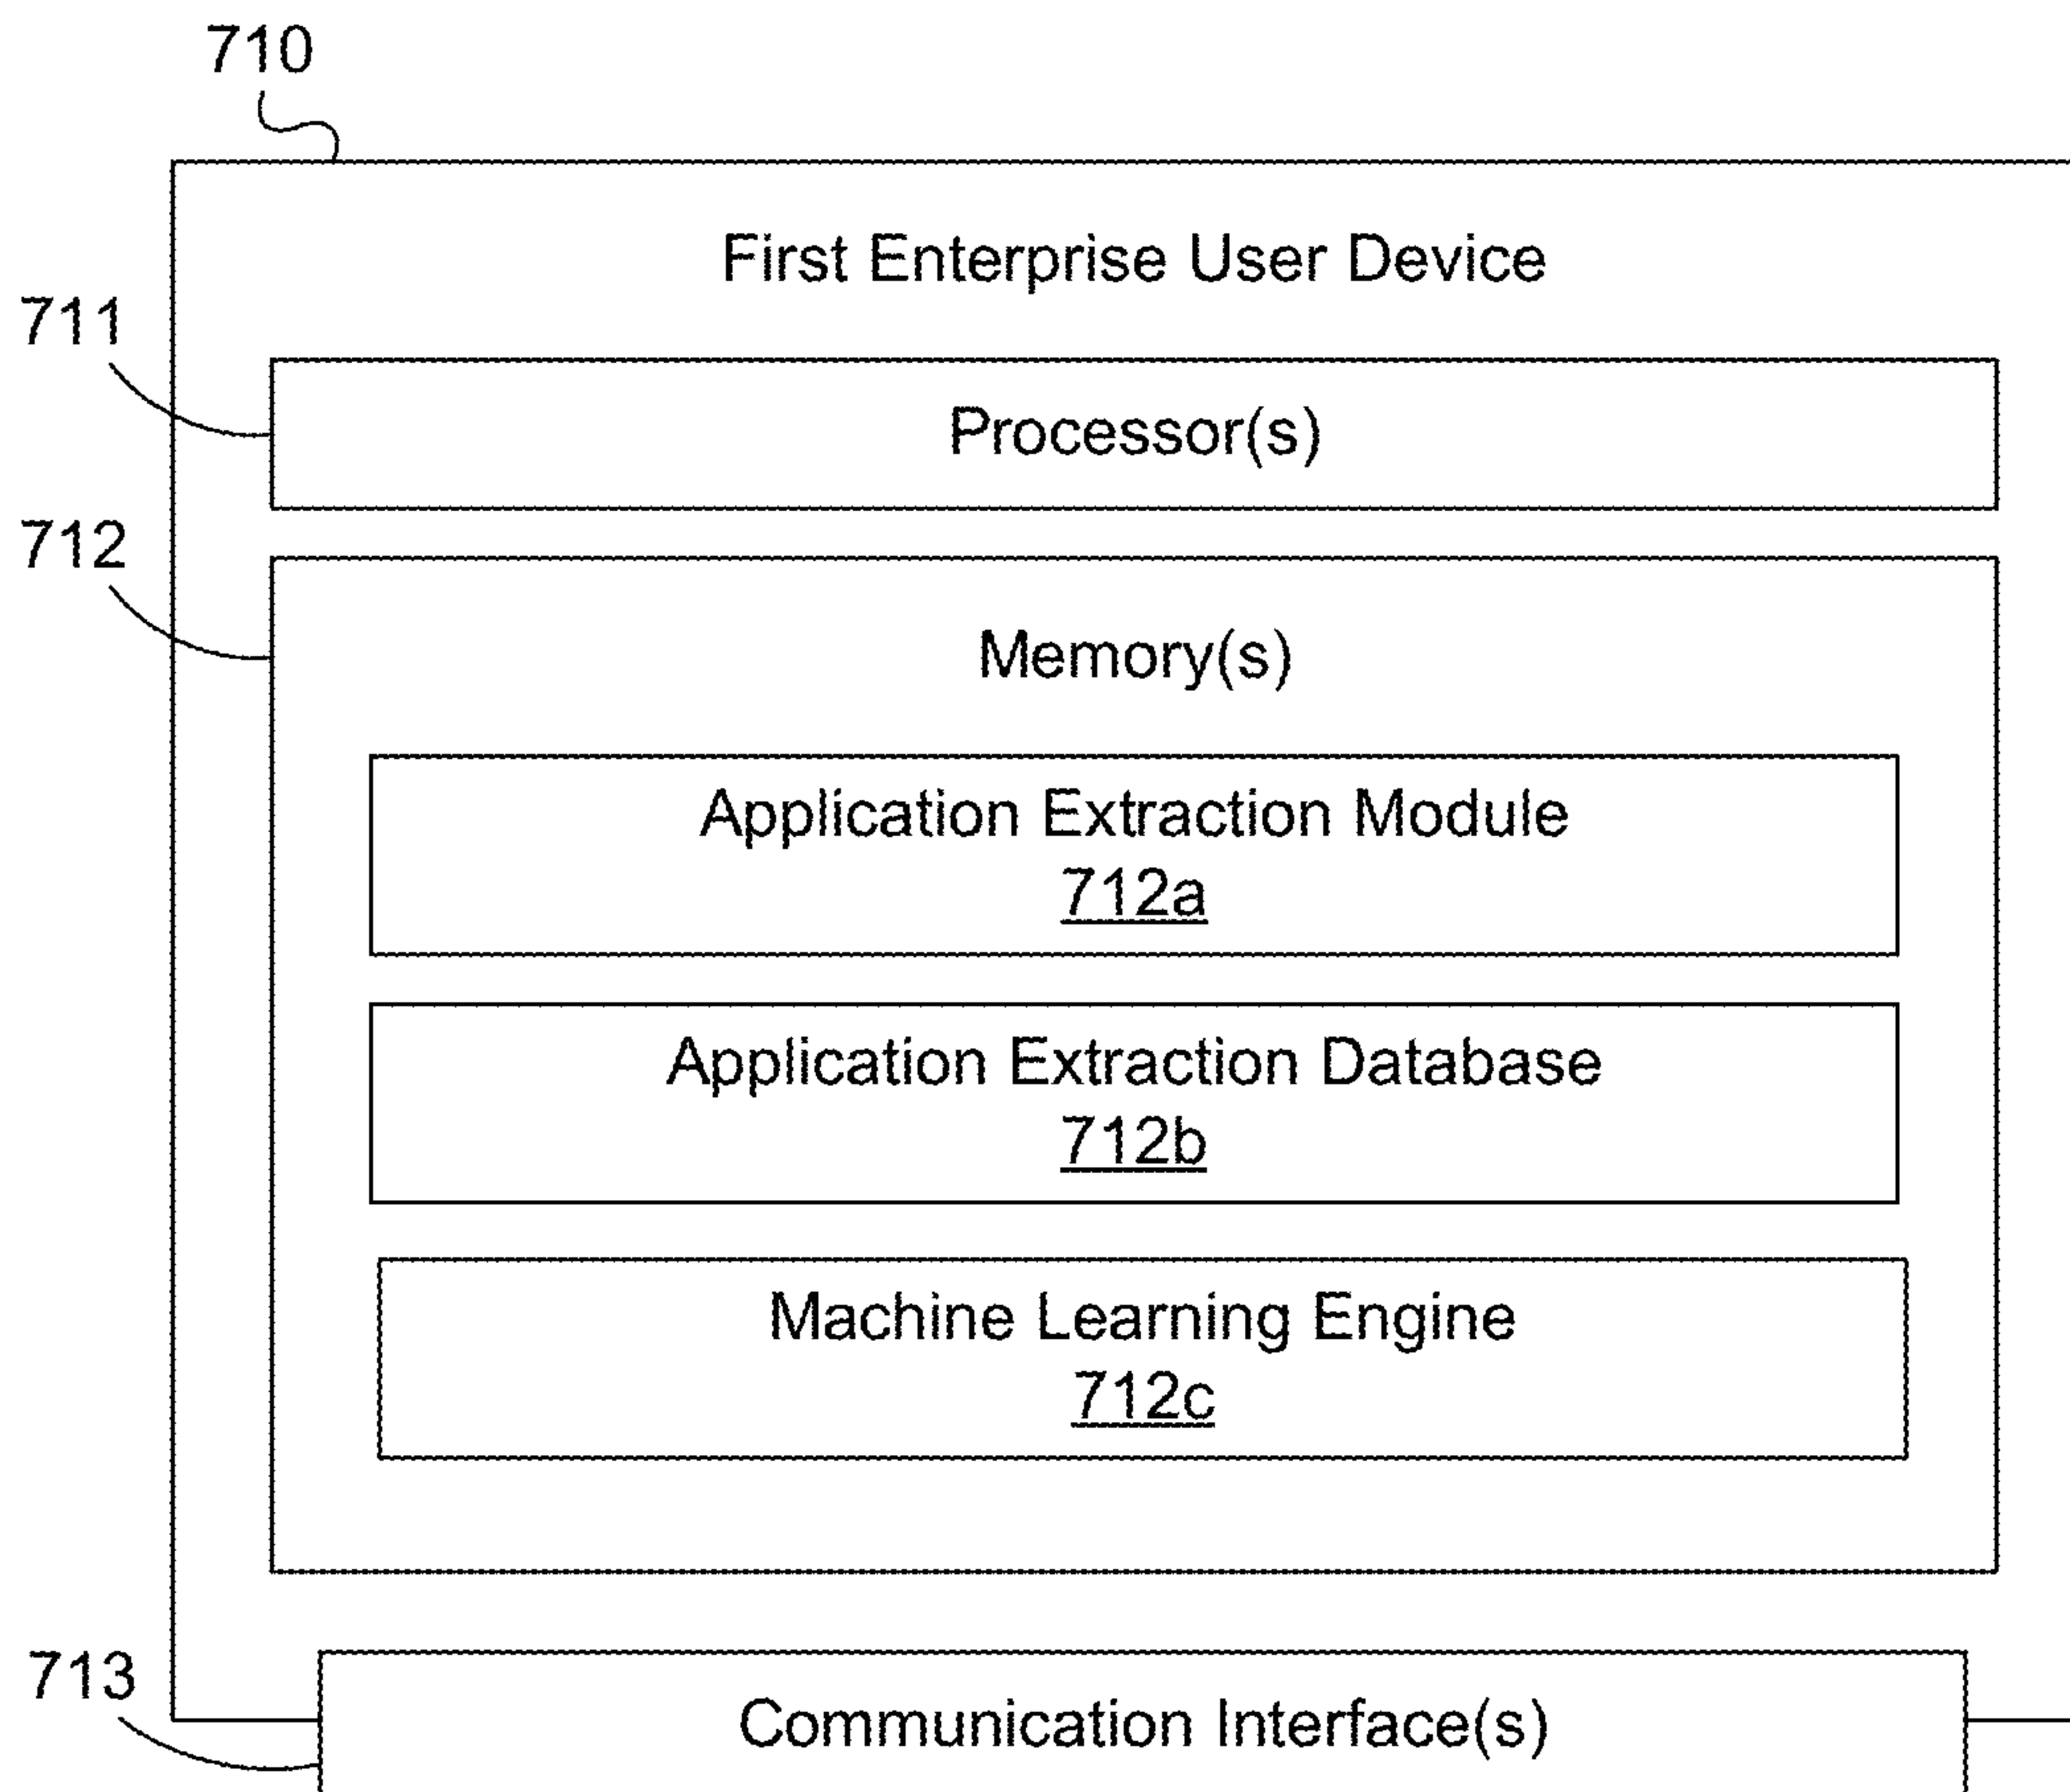 710
First Enterprise User Device
711
Processor(s)
712
Memory(s)
Application Extraction Module
712a
Application Extraction Database
712b
Machine Learning Engine
712c
713
Communication Interface(s)